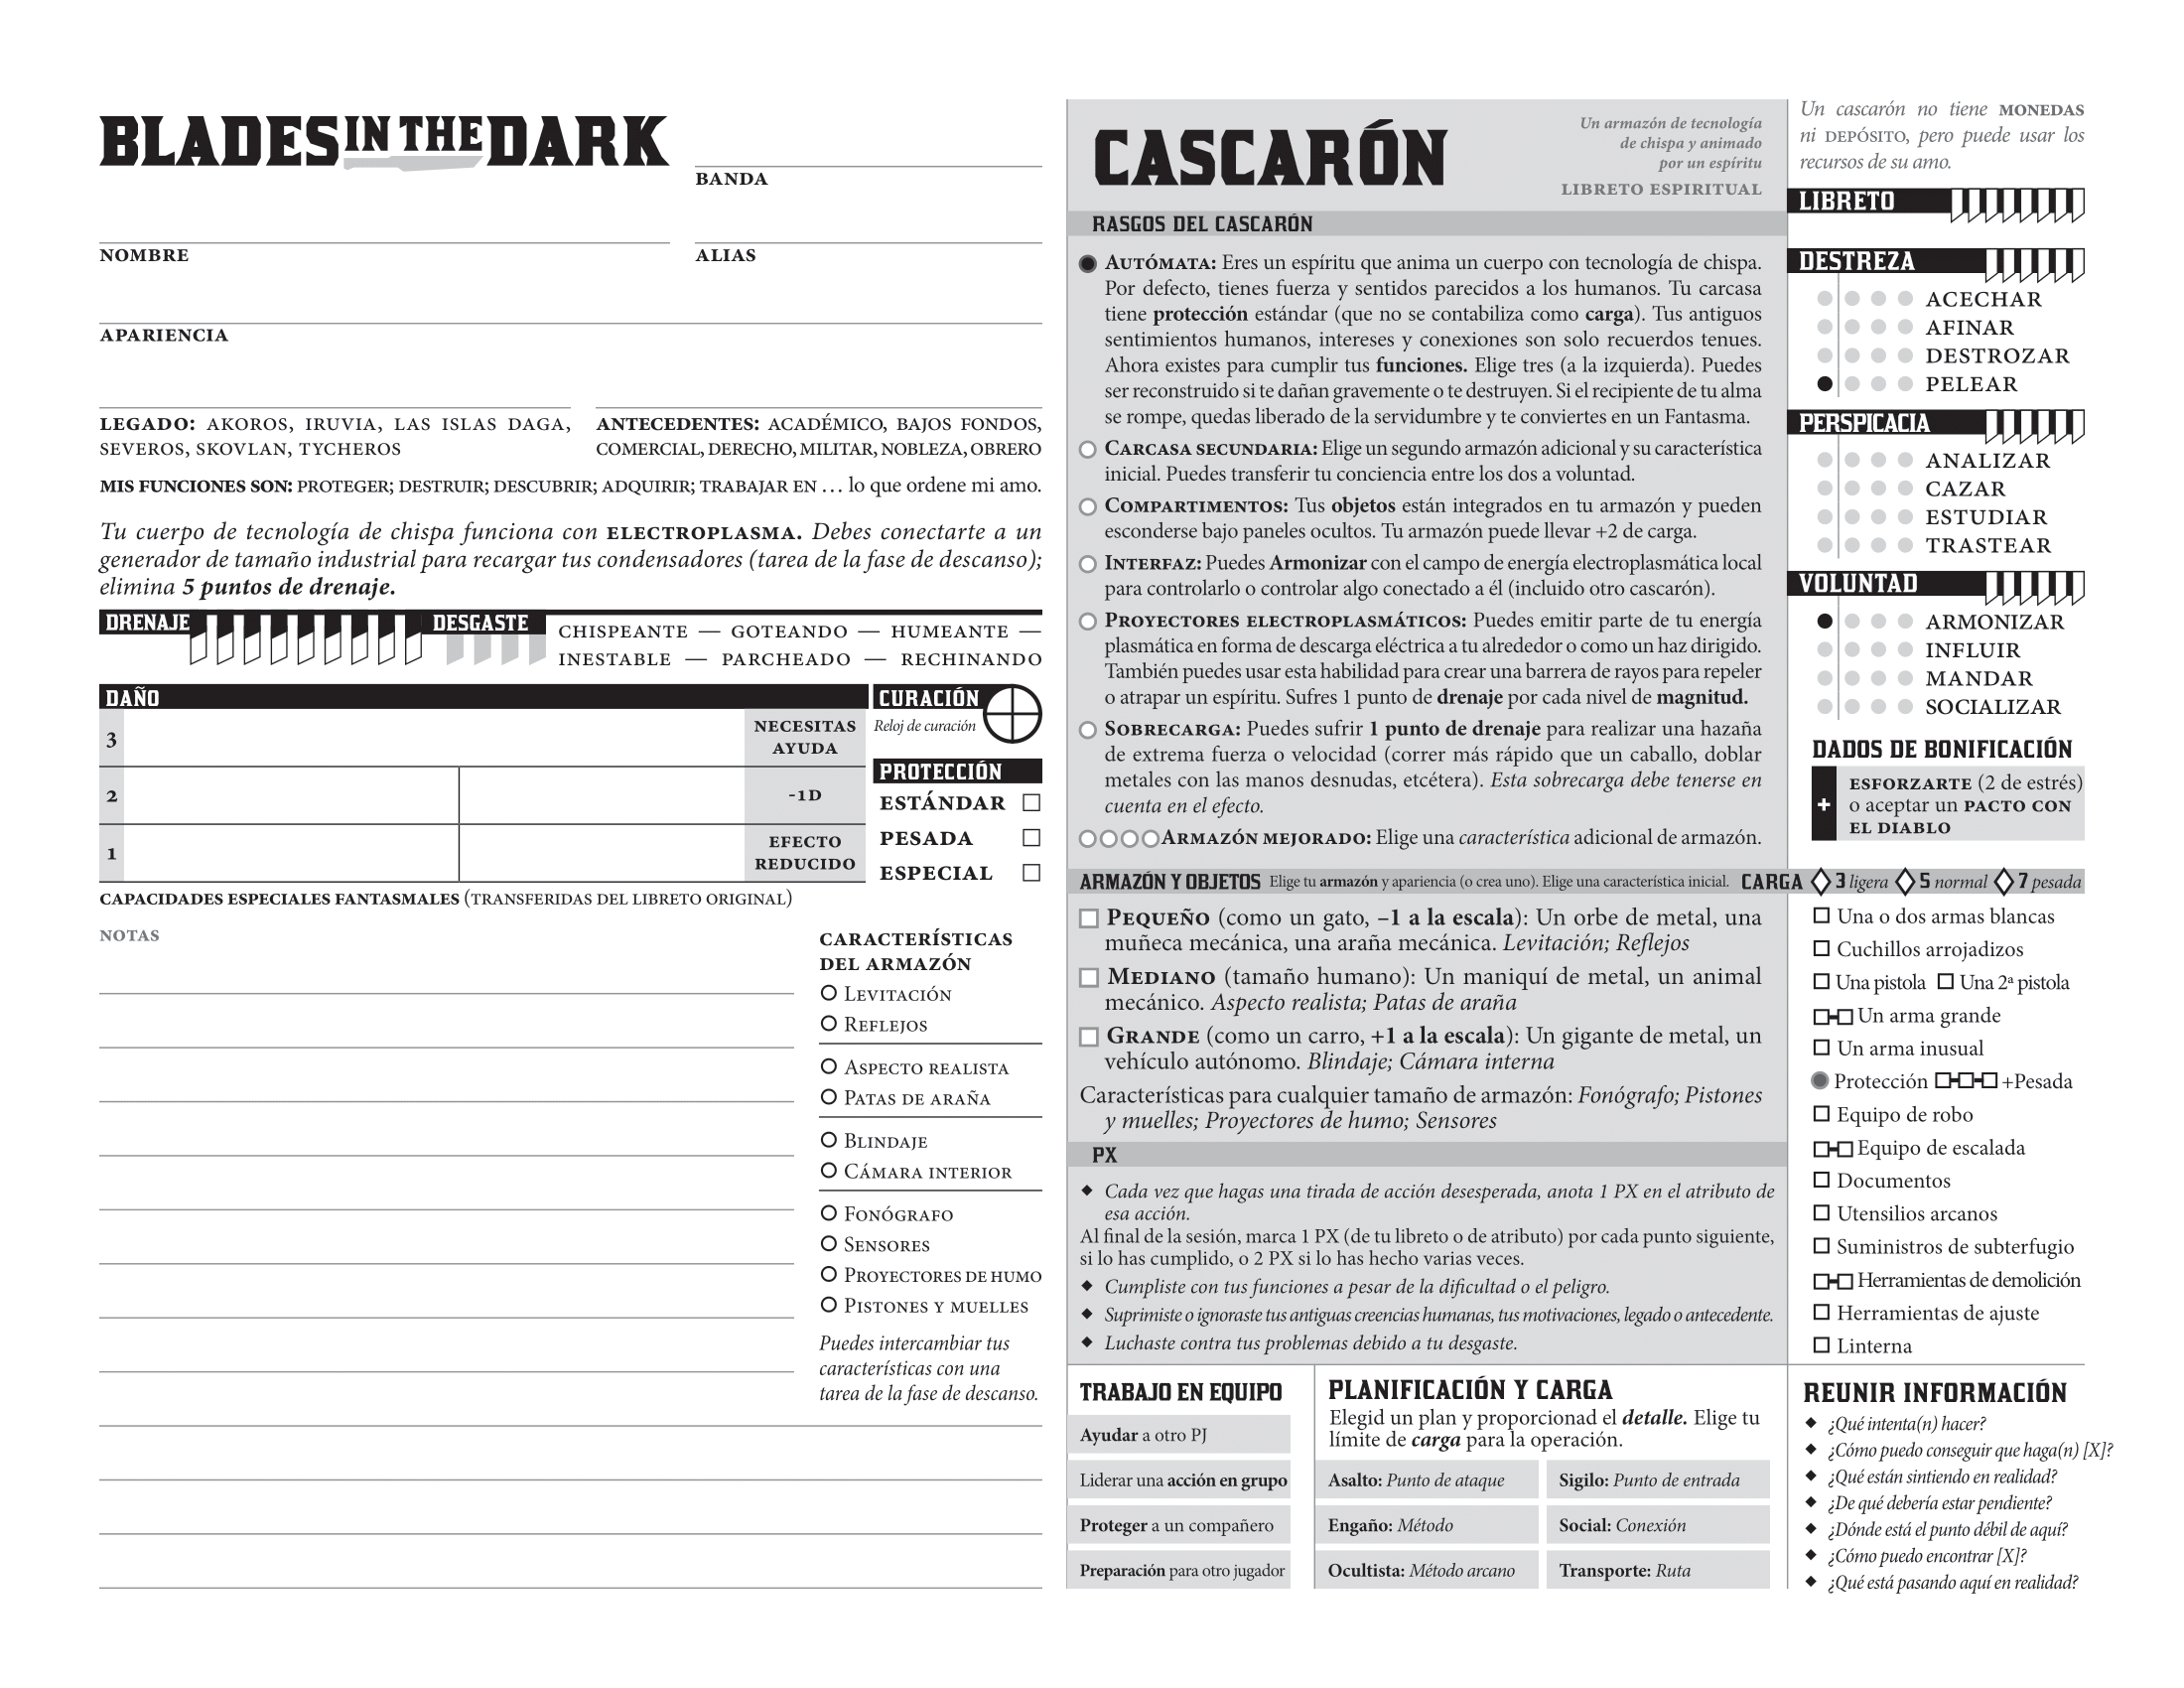 BLADES IN THE DARK
BANDA
NOMBRE
ALIAS
APARIENCIA
LEGADO: AKOROS, IRUVIA, LAS ISLAS DAGA,
SEVEROS, SKOVLAN, TYCHEROS
ANTECEDENTES: ACADÉMICO, BAJOS FONDOS,
COMERCIAL, DERECHO, MILITAR, NOBLEZA, OBRERO
MIS FUNCIONES SON: PROTEGER; DESTRUIR; DESCUBRIR; ADQUIRIR; TRABAJAR EN … lo que ordene mi amo.
Tu cuerpo de tecnología de chispa funciona con ELECTROPLASMA. Debes conectarte a un
generador de tamaño industrial para recargar tus condensadores (tarea de la fase de descanso);
elimina 5 puntos de drenaje.
DRENAJE
DESGASTE
CHISPEANTE — GOTEANDO — HUMEANTE —
INESTABLE — PARCHEADO — RECHINANDO
DAÑO
3
NECESITAS
AYUDA
2
-1D
1
EFECTO
REDUCIDO
CURACIÓN
Reloj de curación
PROTECCIÓN
ESTÁNDAR
PESADA
ESPECIAL
CAPACIDADES ESPECIALES FANTASMALES (TRANSFERIDAS DEL LIBRETO ORIGINAL)
NOTAS
CARACTERÍSTICAS
DEL ARMAZÓN
LEVITACIÓN
REFLEJOS
ASPECTO REALISTA
PATAS DE ARAÑA
BLINDAJE
CÁMARA INTERIOR
FONÓGRAFO
SENSORES
PROYECTORES DE HUMO
PISTONES Y MUELLES
Puedes intercambiar tus
características con una
tarea de la fase de descanso.
CASCARÓN
Un armazón de tecnología
de chispa y animado
por un espíritu
LIBRETO ESPIRITUAL
RASGOS DEL CASCARÓN
AUTÓMATA: Eres un espíritu que anima un cuerpo con tecnología de chispa.
Por defecto, tienes fuerza y sentidos parecidos a los humanos. Tu carcasa
tiene protección estándar (que no se contabiliza como carga). Tus antiguos
sentimientos humanos, intereses y conexiones son solo recuerdos tenues.
Ahora existes para cumplir tus funciones. Elige tres (a la izquierda). Puedes
ser reconstruido si te dañan gravemente o te destruyen. Si el recipiente de tu alma
se rompe, quedas liberado de la servidumbre y te conviertes en un Fantasma.
CARCASA SECUNDARIA: Elige un segundo armazón adicional y su característica
inicial. Puedes transferir tu conciencia entre los dos a voluntad.
COMPARTIMENTOS: Tus objetos están integrados en tu armazón y pueden
esconderse bajo paneles ocultos. Tu armazón puede llevar +2 de carga.
INTERFAZ: Puedes Armonizar con el campo de energía electroplasmática local
para controlarlo o controlar algo conectado a él (incluido otro cascarón).
PROYECTORES ELECTROPLASMÁTICOS: Puedes emitir parte de tu energía
plasmática en forma de descarga eléctrica a tu alrededor o como un haz dirigido.
También puedes usar esta habilidad para crear una barrera de rayos para repeler
o atrapar un espíritu. Sufres 1 punto de drenaje por cada nivel de magnitud.
SOBRECARGA: Puedes sufrir 1 punto de drenaje para realizar una hazaña
de extrema fuerza o velocidad (correr más rápido que un caballo, doblar
metales con las manos desnudas, etcétera). Esta sobrecarga debe tenerse en
cuenta en el efecto.
ARMAZÓN MEJORADO: Elige una característica adicional de armazón.
ARMAZÓN Y OBJETOS Elige tu armazón y apariencia (o crea uno). Elige una característica inicial.
PEQUEÑO (como un gato, –1 a la escala): Un orbe de metal, una
muñeca mecánica, una araña mecánica. Levitación; Reflejos
MEDIANO (tamaño humano): Un maniquí de metal, un animal
mecánico. Aspecto realista; Patas de araña
GRANDE (como un carro, +1 a la escala): Un gigante de metal, un
vehículo autónomo. Blindaje; Cámara interna
Características para cualquier tamaño de armazón: Fonógrafo; Pistones
y muelles; Proyectores de humo; Sensores
PX
Cada vez que hagas una tirada de acción desesperada, anota 1 PX en el atributo de
esa acción.
Al final de la sesión, marca 1 PX (de tu libreto o de atributo) por cada punto siguiente,
si lo has cumplido, o 2 PX si lo has hecho varias veces.
Cumpliste con tus funciones a pesar de la dificultad o el peligro.
Suprimiste o ignoraste tus antiguas creencias humanas, tus motivaciones, legado o antecedente.
Luchaste contra tus problemas debido a tu desgaste.
TRABAJO EN EQUIPO
Ayudar a otro PJ
Liderar una acción en grupo
Proteger a un compañero
Preparación para otro jugador
PLANIFICACIÓN Y CARGA
Elegid un plan y proporcionad el detalle. Elige tu
límite de carga para la operación.
Asalto: Punto de ataque
Sigilo: Punto de entrada
Engaño: Método
Social: Conexión
Ocultista: Método arcano
Transporte: Ruta
Un cascarón no tiene MONEDAS
ni DEPÓSITO, pero puede usar los
recursos de su amo.
LIBRETO
DESTREZA
ACECHAR
AFINAR
DESTROZAR
PELEAR
PERSPICACIA
ANALIZAR
CAZAR
ESTUDIAR
TRASTEAR
VOLUNTAD
ARMONIZAR
INFLUIR
MANDAR
SOCIALIZAR
DADOS DE BONIFICACIÓN
+
ESFORZARTE (2 de estrés)
o aceptar un PACTO CON
EL DIABLO
CARGA 3 ligera 5 normal 7 pesada
Una o dos armas blancas
Cuchillos arrojadizos
Una pistola Una 2ª pistola
Un arma grande
Un arma inusual
Protección +Pesada
Equipo de robo
Equipo de escalada
Documentos
Utensilios arcanos
Suministros de subterfugio
Herramientas de demolición
Herramientas de ajuste
Linterna
REUNIR INFORMACIÓN
¿Qué intenta(n) hacer?
¿Cómo puedo conseguir que haga(n) [X]?
¿Qué están sintiendo en realidad?
¿De qué debería estar pendiente?
¿Dónde está el punto débil de aquí?
¿Cómo puedo encontrar [X]?
¿Qué está pasando aquí en realidad?